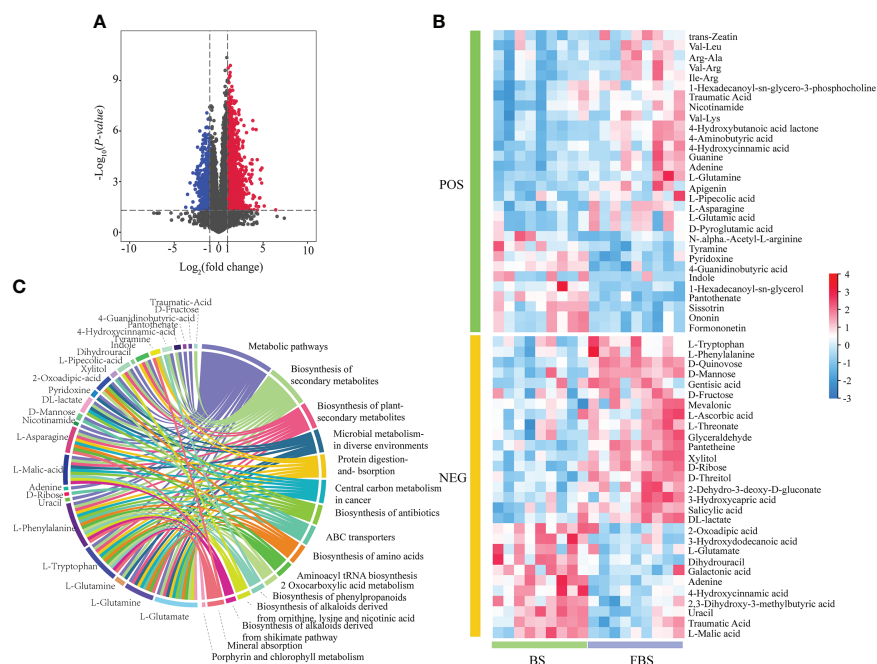 A
9
6
3
0
-Log10(P-value)
-10
-5
-1
0
1
5
10
Log2(fold change)
B
POS
trans-Zeatin
Val-Leu
Arg-Ala
Val-Arg
Ile-Arg
1-Hexadecanoyl-sn-glycero-3-phosphocholine
Traumatic Acid
Nicotinamide
Val-Lys
4-Hydroxybutanoic acid lactone
4-Aminobutyric acid
4-Hydroxycinnamic acid
Guanine
Adenine
L-Glutamine
Apigenin
L-Pipecolic acid
L-Asparagine
L-Glutamic acid
D-Pyroglutamic acid
N-.alpha.-Acetyl-L-arginine
Tyramine
Pyridoxine
4-Guanidinobutyric acid
Indole
1-Hexadecanoyl-sn-glycerol
Pantothenate
Sissotrin
Ononin
Formononetin
NEG
L-Tryptophan
L-Phenylalanine
D-Quinovose
D-Mannose
Gentisic acid
D-Fructose
Mevalonic
L-Ascorbic acid
L-Threonate
Glyceraldehyde
Pantetheine
Xylitol
D-Ribose
D-Threitol
2-Dehydro-3-deoxy-D-gluconate
3-Hydroxycapric acid
Salicylic acid
DL-lactate
2-Oxoadipic acid
3-Hydroxydodecanoic acid
L-Glutamate
Dihydrouracil
Galactonic acid
Adenine
4-Hydroxycinnamic acid
2,3-Dihydroxy-3-methylbutyric acid
Uracil
Traumatic Acid
L-Malic acid
BS
FBS
4
3
2
1
0
-1
-2
-3
C
Traumatic-Acid
D-Fructose
4-Guanidinobutyric-acid
Pantothenate
4-Hydroxycinnamic-acid
Tyramine
Indole
Dihydrouracil
L-Pipecolic-acid
Xylitol
2-Oxoadipic-acid
Pyridoxine
DL-lactate
D-Mannose
Nicotinamide
L-Asparagine
L-Malic-acid
Adenine
D-Ribose
Uracil
L-Phenylalanine
L-Tryptophan
L-Glutamine
L-Glutamine
L-Glutamate
Metabolic pathways
Biosynthesis of
secondary metabolites
Biosynthesis of plant-
secondary metabolites
Microbial metabolism-
in diverse environments
Protein digestion-
and- bsorption
Central carbon metabolism
in cancer
Biosynthesis of antibiotics
ABC transporters
Biosynthesis of amino acids
Aminoacyl tRNA biosynthesis
2 Oxocarboxylic acid metabolism
Biosynthesis of phenylpropanoids
Biosynthesis of alkaloids derived
from ornithine, lysine and nicotinic acid
Biosynthesis of alkaloids derived
from shikimate pathway
Mineral absorption
Porphyrin and chlorophyll metabolism